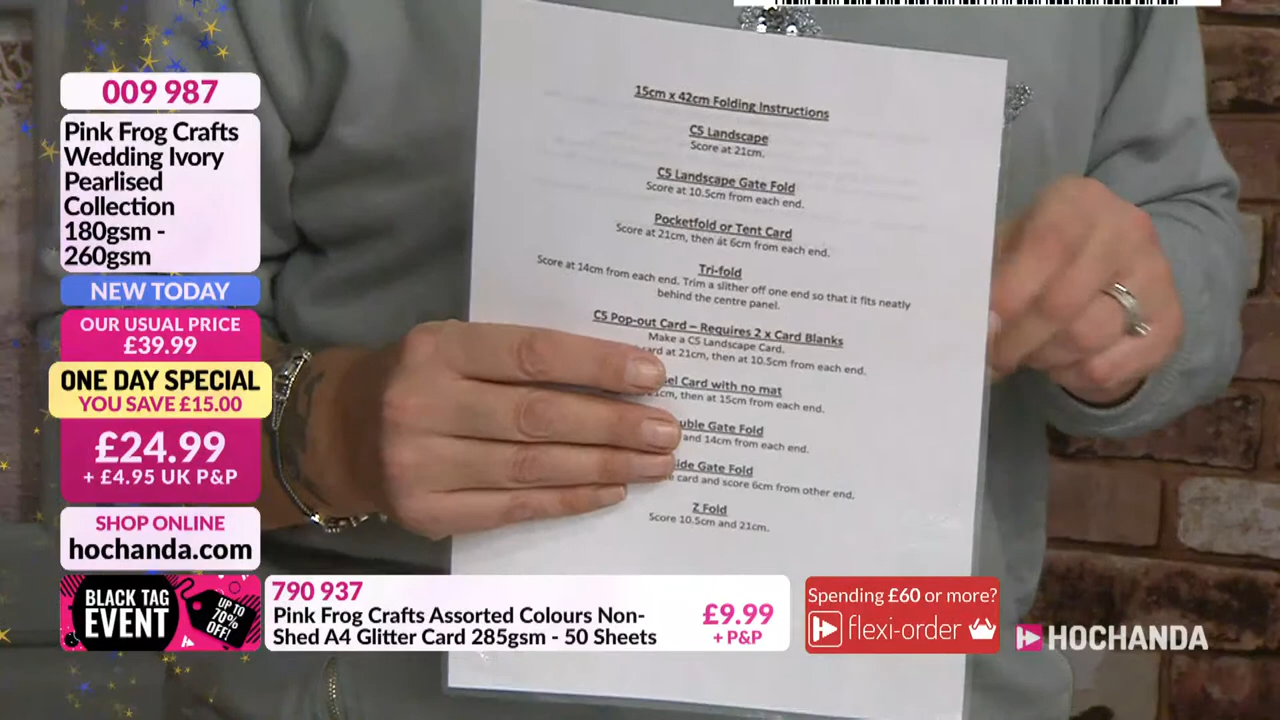 009 987
Pink Frog Crafts
Wedding Ivory
Pearlised
Collection
180gsm -
260gsm
NEW TODAY
OUR USUAL PRICE
£39.99
ONE DAY SPECIAL
YOU SAVE £15.00
£24.99
+ £4.95 UK P&P
SHOP ONLINE
hochanda.com
15cm x 42cm Folding Instructions
C5 Landscape
Score at 21cm.
C5 Landscape Gate Fold
Score at 10.5cm from each end.
Pocketfold or Tent Card
Score at 21cm, then at 6cm from each end.
Tri-fold
Score at 14cm from each end. Trim a slither off one end so that it fits neatly
behind the centre panel.
C5 Pop-out Card – Requires 2 x Card Blanks
Make a C5 Landscape Card.
card at 21cm, then at 10.5cm from each end.
Card with no mat
then at 15cm from each end.
Gate Fold
and 14cm from each end.
Gate Fold
card and score 6cm from other end.
Z Fold
Score 10.5cm and 21cm.
BLACK TAG
EVENT
UP TO
70%
OFF!
790 937
Pink Frog Crafts Assorted Colours Non-
Shed A4 Glitter Card 285gsm - 50 Sheets
£9.99
+ P&P
Spending £60 or more?
flexi-order
HOCHANDA